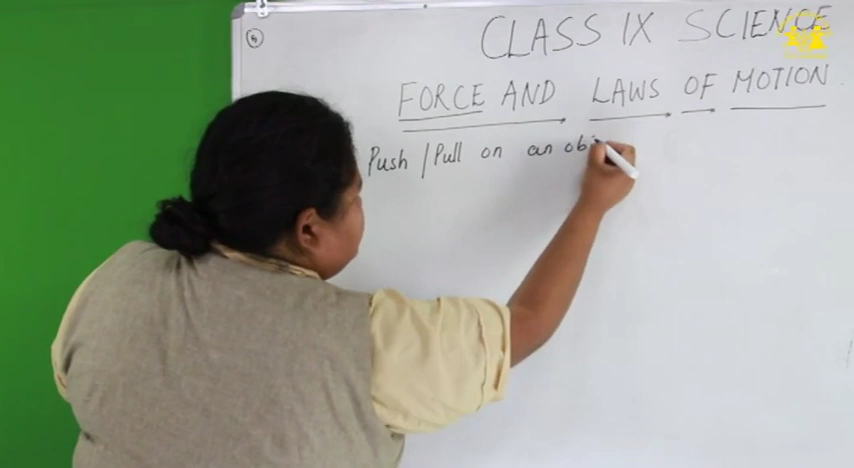 CLASS IX SCIENCE
FORCE AND LAWS OF MOTION
Push / Pull on an obj